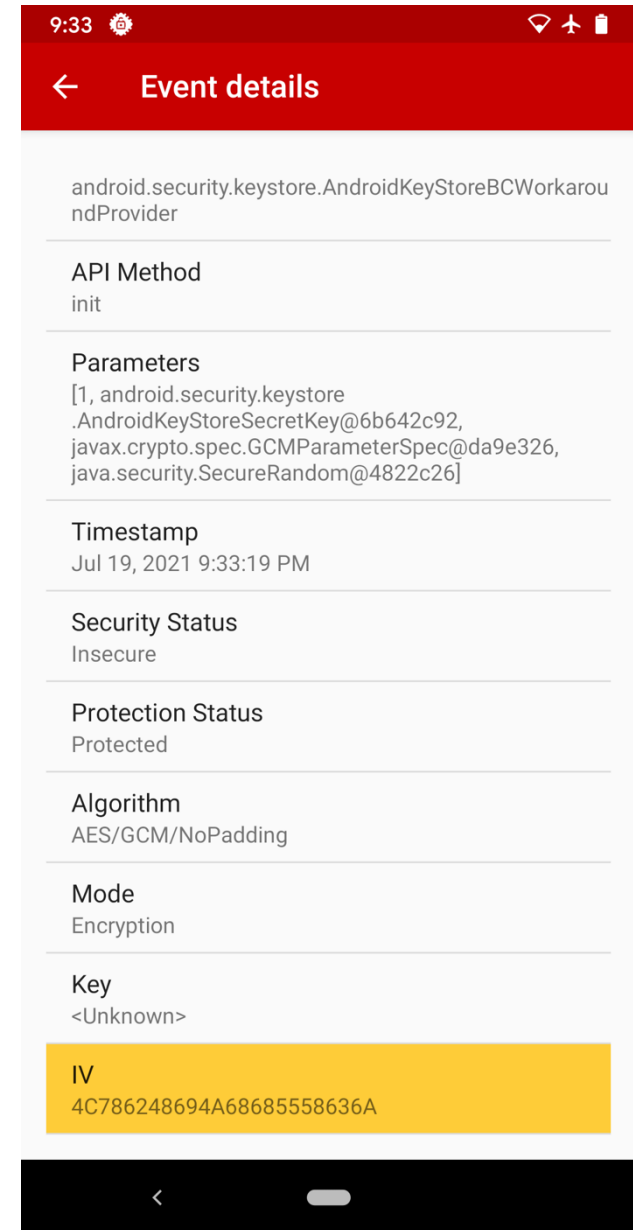 9:33
Event details
android.security.keystore.AndroidKeyStoreBCWorkarou
ndProvider
API Method
init
Parameters
[1, android.security.keystore
.AndroidKeyStoreSecretKey@6b642c92,
javax.crypto.spec.GCMParameterSpec@da9e326,
java.security.SecureRandom@4822c26]
Timestamp
Jul 19, 2021 9:33:19 PM
Security Status
Insecure
Protection Status
Protected
Algorithm
AES/GCM/NoPadding
Mode
Encryption
Key
<Unknown>
IV
4C786248694A68685558636A